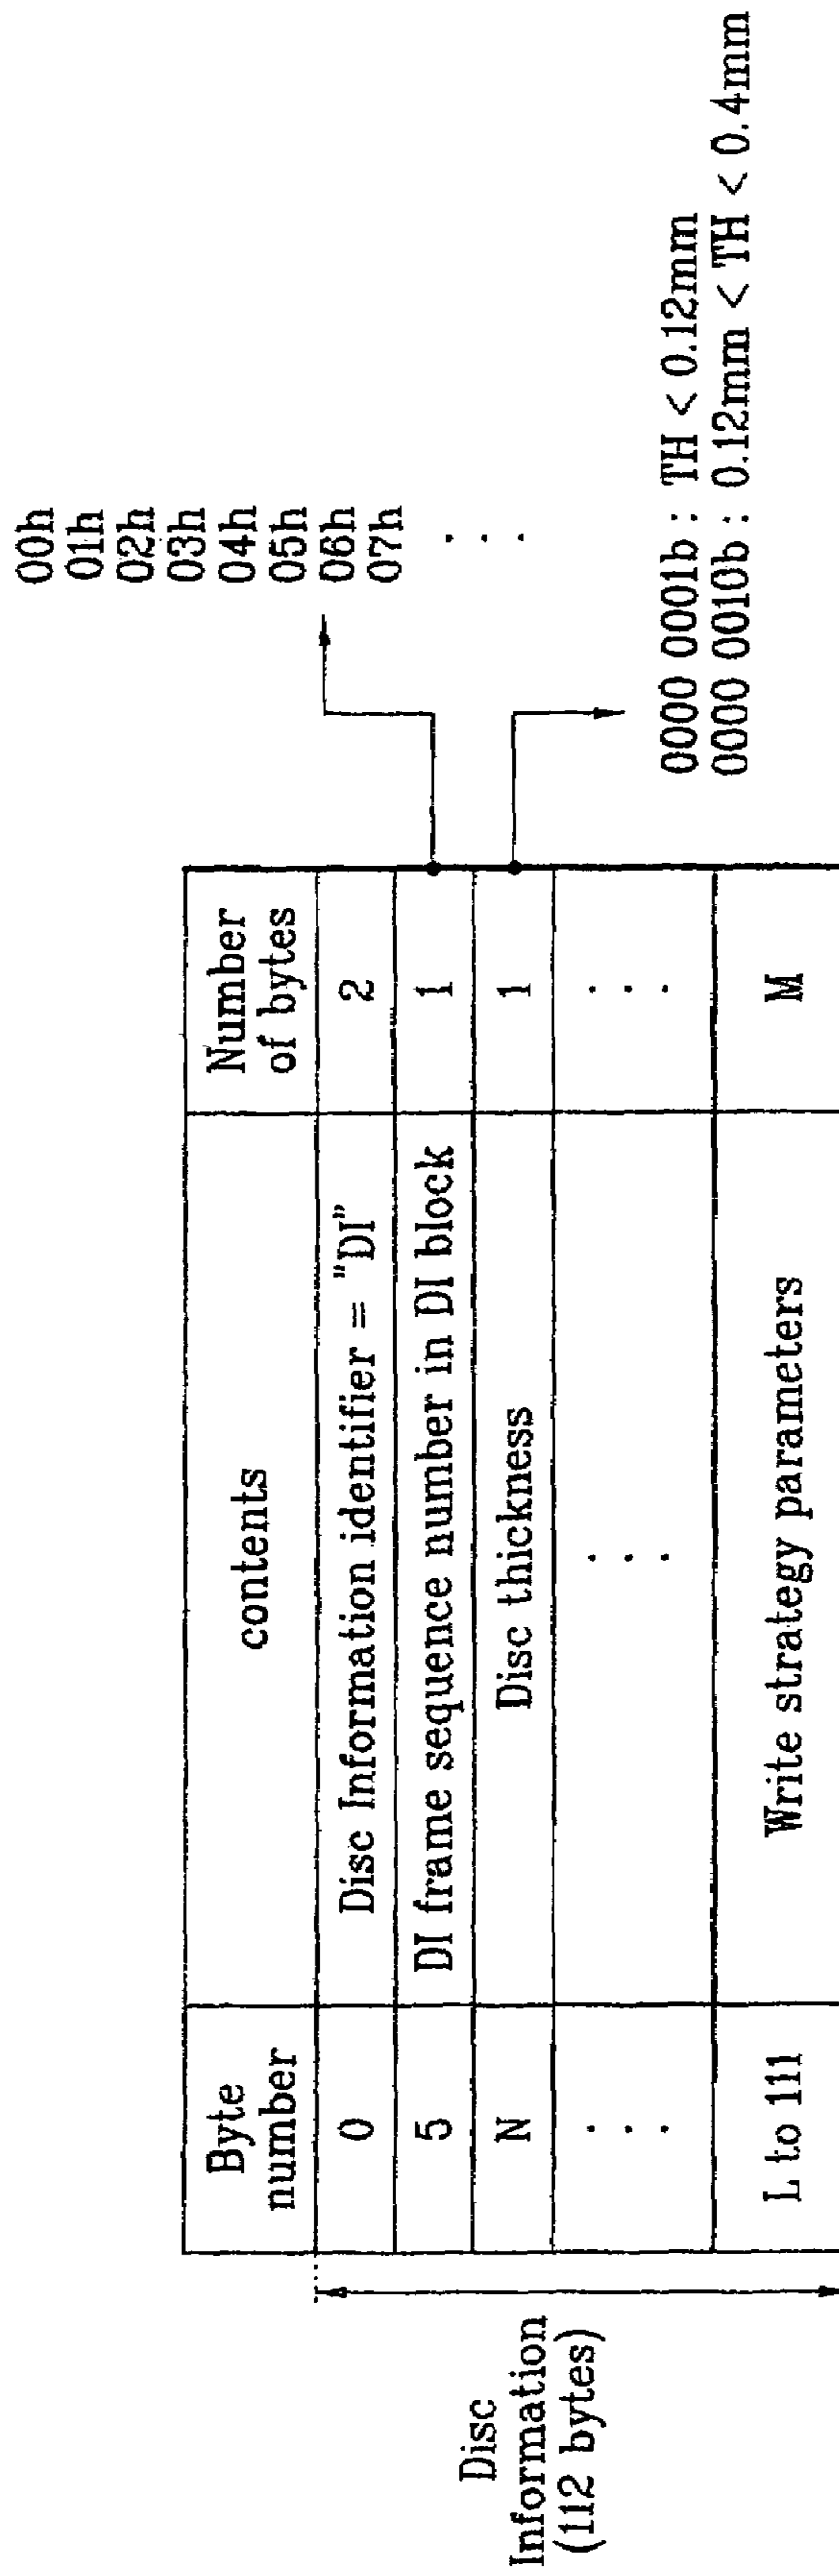 00h
01h
02h
03h
04h
05h
06h
07h
. . .
Byte
number
contents
Number
of bytes
0
Disc Information identifier = "DI"
2
5
DI frame sequence number in DI block
1
N
Disc thickness
1
. . .
. . .
. . .
L to 111
Write strategy parameters
M
Disc
Information
(112 bytes)
0000 0001b : TH < 0.12mm
0000 0010b : 0.12mm < TH < 0.4mm